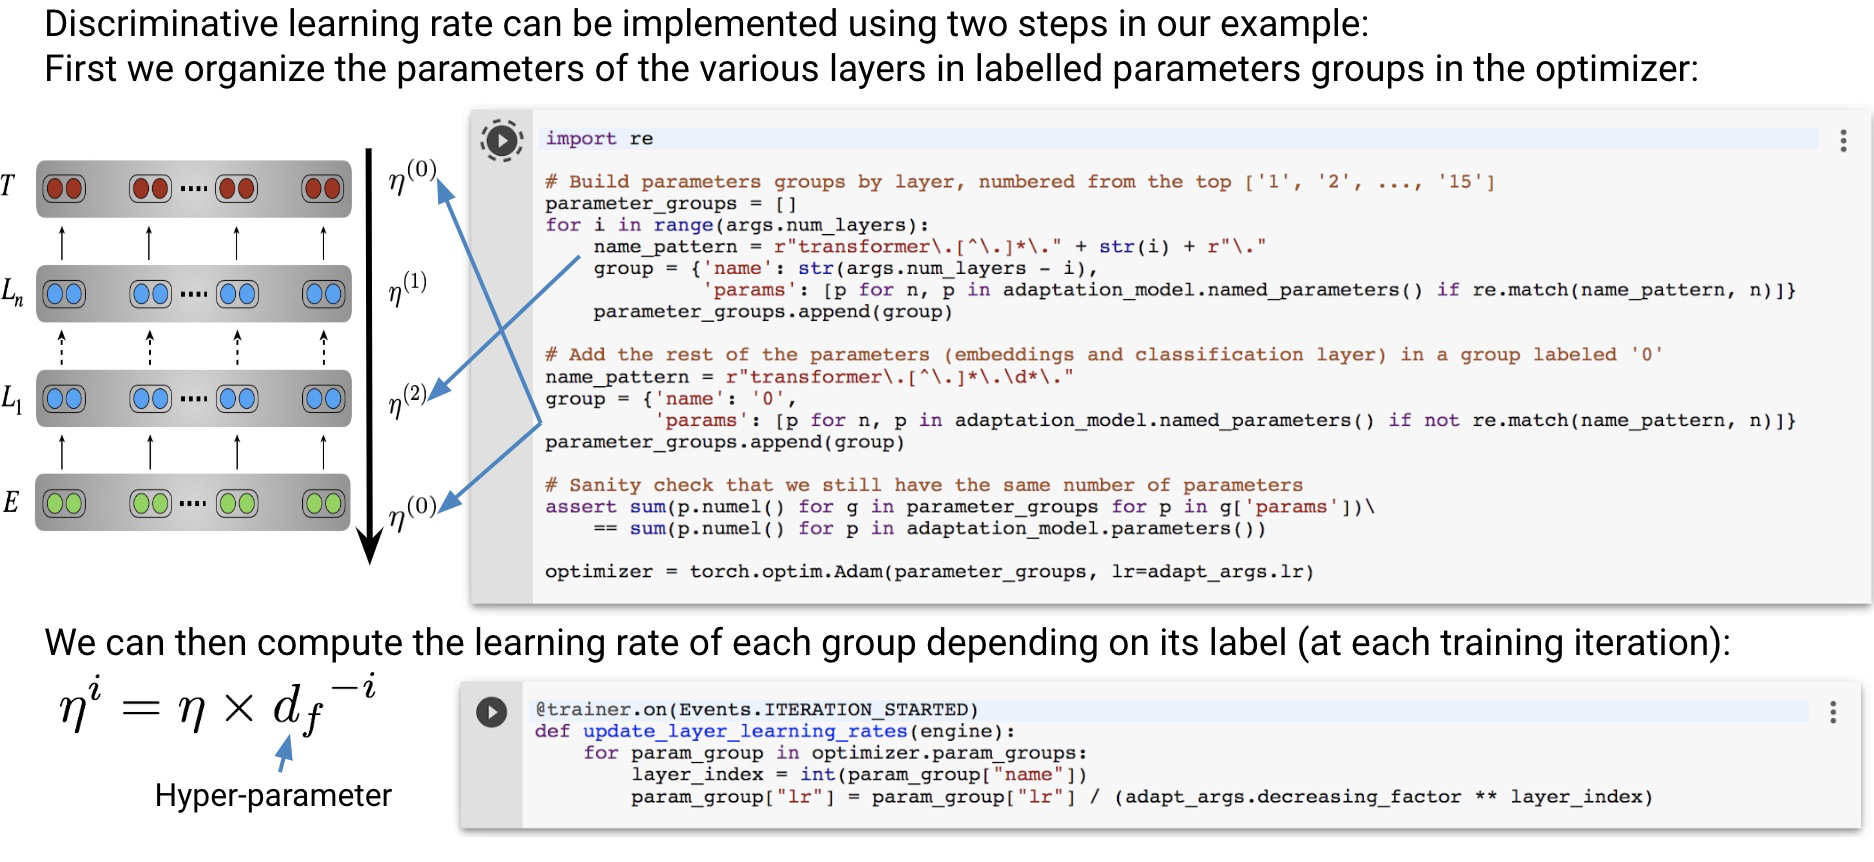 Discriminative learning rate can be implemented using two steps in our example:
First we organize the parameters of the various layers in labelled parameters groups in the optimizer:
T
L_n
L_1
E
η^(0)
η^(1)
η^(2)
η^(0)
import re
# Build parameters groups by layer, numbered from the top ['1', '2', ..., '15']
parameter_groups = []
for i in range(args.num_layers):
    name_pattern = r"transformer\.[^\.]*\." + str(i) + r"\."
    group = {'name': str(args.num_layers - i),
             'params': [p for n, p in adaptation_model.named_parameters() if re.match(name_pattern, n)]}
    parameter_groups.append(group)
# Add the rest of the parameters (embeddings and classification layer) in a group labeled '0'
name_pattern = r"transformer\.[^\.]*\.\d*\."
group = {'name': '0',
         'params': [p for n, p in adaptation_model.named_parameters() if not re.match(name_pattern, n)]}
parameter_groups.append(group)
# Sanity check that we still have the same number of parameters
assert sum(p.numel() for g in parameter_groups for p in g['params'])\
    == sum(p.numel() for p in adaptation_model.parameters())
optimizer = torch.optim.Adam(parameter_groups, lr=adapt_args.lr)
We can then compute the learning rate of each group depending on its label (at each training iteration):
η^i = η × d_f^-i
Hyper-parameter
@trainer.on(Events.ITERATION_STARTED)
def update_layer_learning_rates(engine):
    for param_group in optimizer.param_groups:
        layer_index = int(param_group["name"])
        param_group["lr"] = param_group["lr"] / (adapt_args.decreasing_factor ** layer_index)